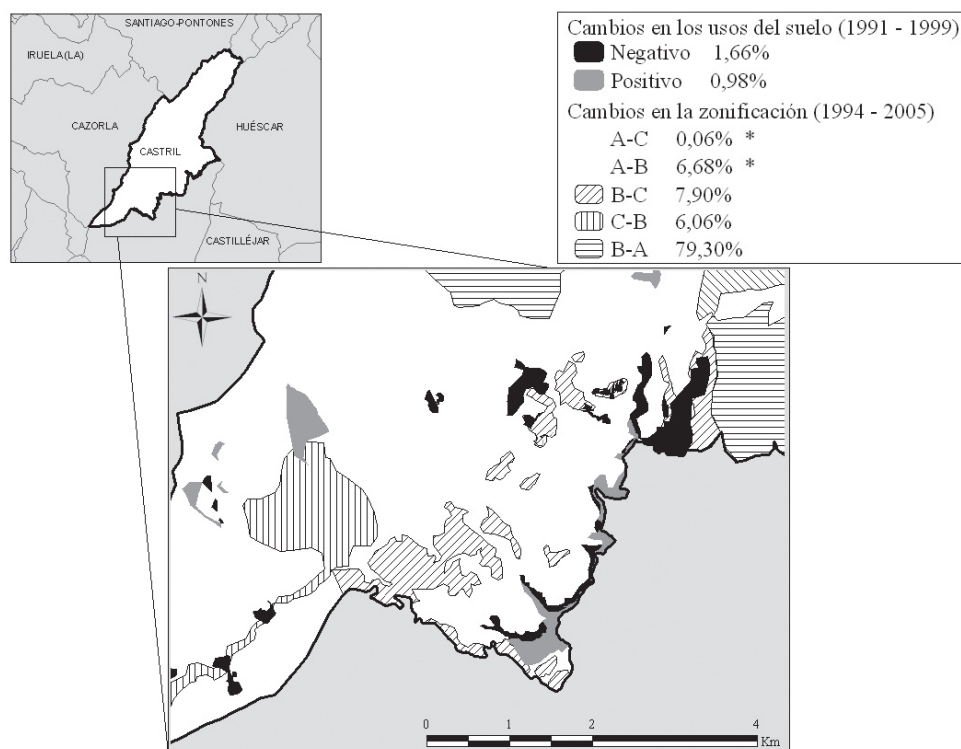 SANTIAGO-PONTONES
IRUELA(LA)
CAZORLA
HUÉSCAR
CASTRIL
CASTILLÉJAR
Cambios en los usos del suelo (1991 - 1999)
Negativo 1,66%
Positivo 0,98%
Cambios en la zonificación (1994 - 2005)
A-C 0,06% *
A-B 6,68% *
B-C 7,90%
C-B 6,06%
B-A 79,30%
N
0 1 2 4
Km